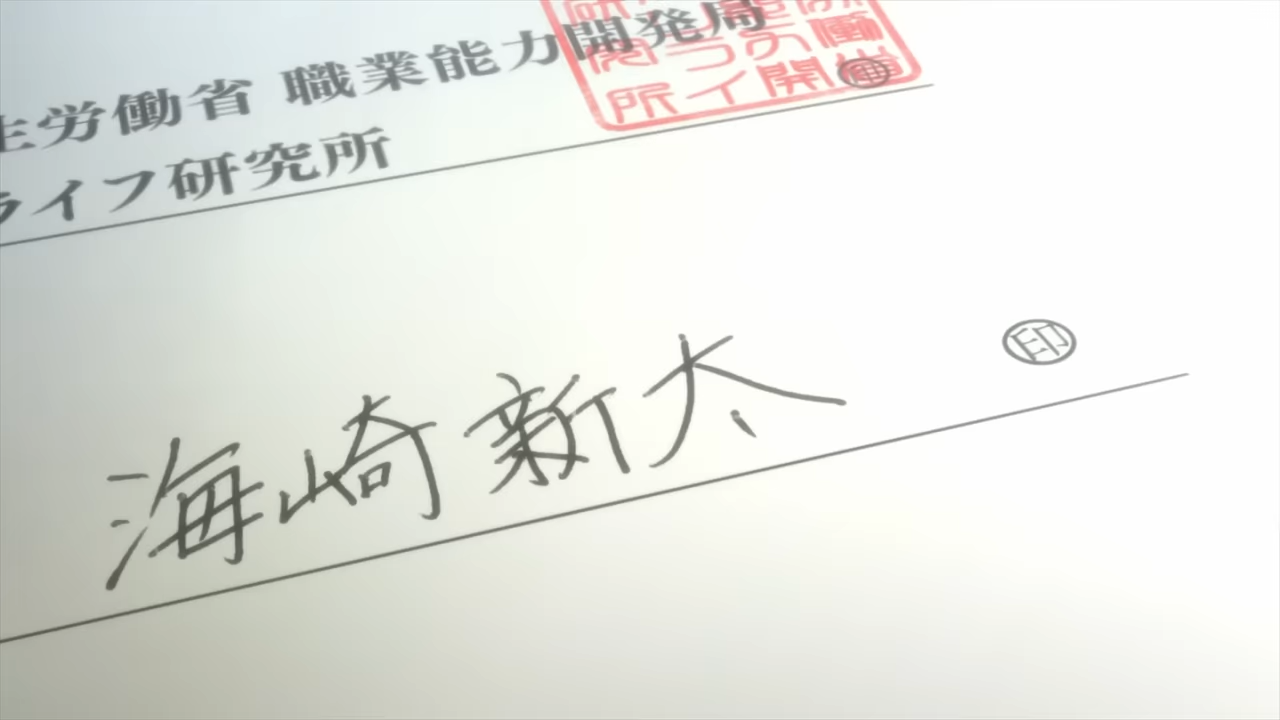 生労働省 職業能力開発局
ライフ研究所
印
海崎新太
印